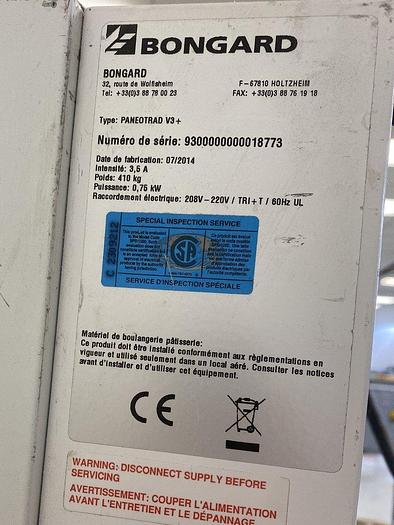 BONGARD
BONGARD
32, route de Wolfisheim F-67810 HOLTZHEIM
Tel: +33(0)3 88 78 00 23 FAX: +33(0)3 88 76 19 18
Type: PANEOTRAD V3+
Numéro de série: 9300000000018773
Date de fabrication: 07/2014
Intensité: 3,5 A
Poids: 410 kg
Puissance: 0,75 kW
Raccordement électrique: 208V-220V / TRI+T / 60Hz UL
SPECIAL INSPECTION SERVICE
C 2309212
SA
SERVICE D'INSPECTION SPÉCIALE
Matériel de boulangerie pâtisserie:
Ce produit doit être installé conformément aux règlementations en
vigueur et utilisé seulement dans un local aéré. Consulter les notices
avant d'installer et d'utiliser cet équipement.
CE
WARNING: DISCONNECT SUPPLY BEFORE
SERVICING
AVERTISSEMENT: COUPER L'ALIMENTATION
AVANT L'ENTRETIEN ET LE DÉPANNAGE